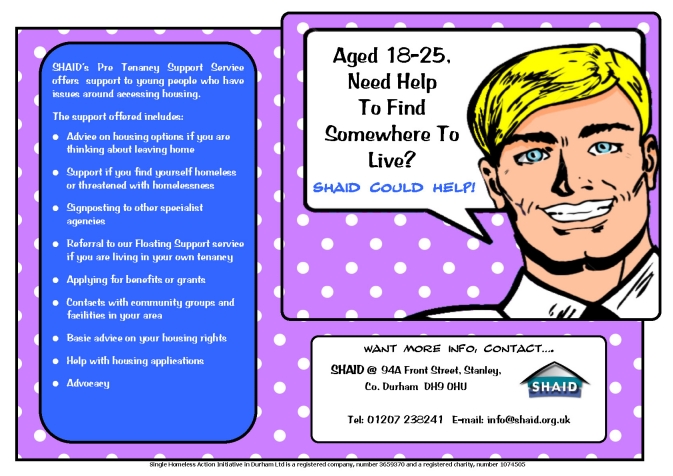 SHAID's Pre Tenancy Support Service
offers support to young people who have
issues around accessing housing.
The support offered includes:
● Advice on housing options if you are
thinking about leaving home
● Support if you find yourself homeless
or threatened with homelessness
● Signposting to other specialist
agencies
● Referral to our Floating Support service
if you are living in your own tenancy
● Applying for benefits or grants
● Contacts with community groups and
facilities in your area
● Basic advice on your housing rights
● Help with housing applications
● Advocacy
Aged 18-25,
Need Help
To Find
Somewhere To
Live?
SHAID COULD HELP!
WANT MORE INFO; CONTACT....
SHAID @ 94A Front Street, Stanley,
Co. Durham DH9 0HU
SHAID
Tel: 01207 238241 E-mail: info@shaid.org.uk
Single Homeless Action Initiative in Durham Ltd is a registered company, number 3659370 and a registered charity, number 1074505